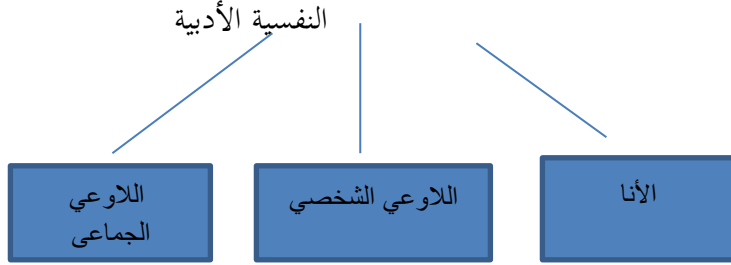 النفسية الأدبية
الأنا
اللاوعي الشخصي
اللاوعي
الجماعى